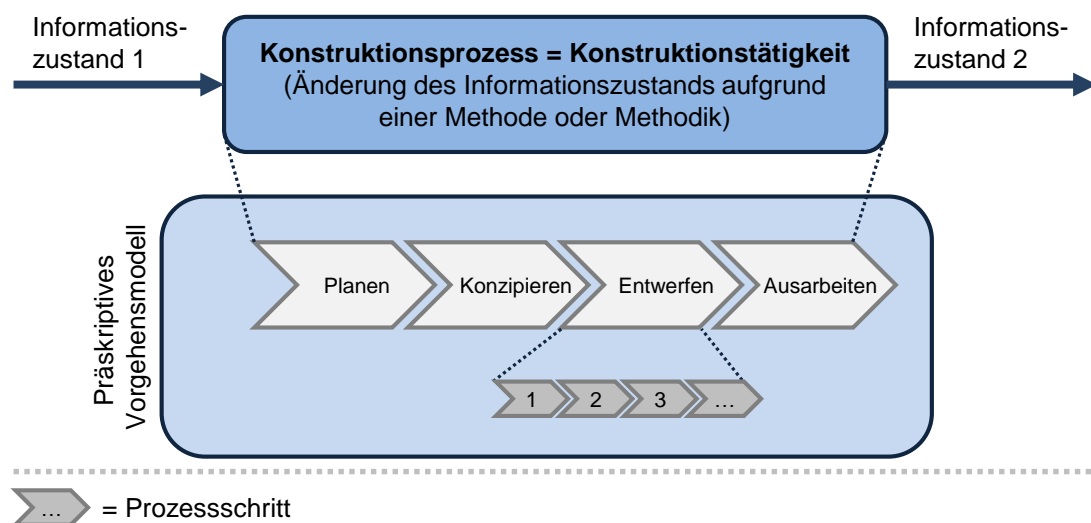 Informations-
zustand 1
Konstruktionsprozess = Konstruktionstätigkeit
(Änderung des Informationszustands aufgrund
einer Methode oder Methodik)
Informations-
zustand 2
Präskriptives
Vorgehensmodell
Planen
Konzipieren
Entwerfen
Ausarbeiten
1
2
3
…
… = Prozessschritt